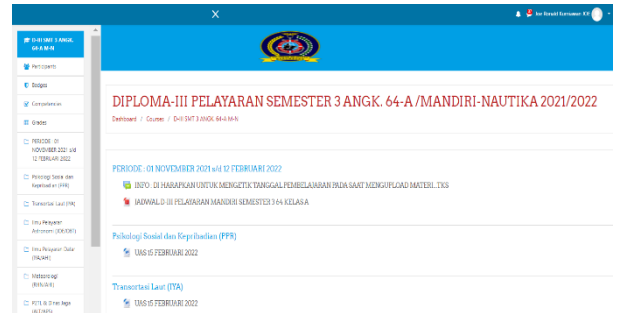 D-III SMT 3 ANGK. 64-A M-N
Participants
Badges
Competencies
Grades
PERIODE : 01 NOVEMBER 2021 s/d 12 FEBRUARI 2022
Psikologi Sosial dan Kepribadian (PPR)
Transortasi Laut (IYA)
Ilmu Pelayaran Astronomi
Ilmu Pelayaran Datar
Meteorologi
DIPLOMA-III PELAYARAN SEMESTER 3 ANGK. 64-A /MANDIRI-NAUTIKA 2021/2022
Dashboard / Courses / D-III SMT 3 ANGK. 64-A M-N
PERIODE : 01 NOVEMBER 2021 s/d 12 FEBRUARI 2022
INFO : DI HARAPKAN UNTUK MENGETIK TANGGAL PEMBELAJARAN PADA SAAT MENGUPLOAD MATERI...TKS
JADWAL D-III PELAYARAN MANDIRI SEMESTER 3 64 KELAS A
Psikologi Sosial dan Kepribadian (PPR)
UAS 15 FEBRUARI 2022
Transortasi Laut (IYA)
UAS 15 FEBRUARI 2022